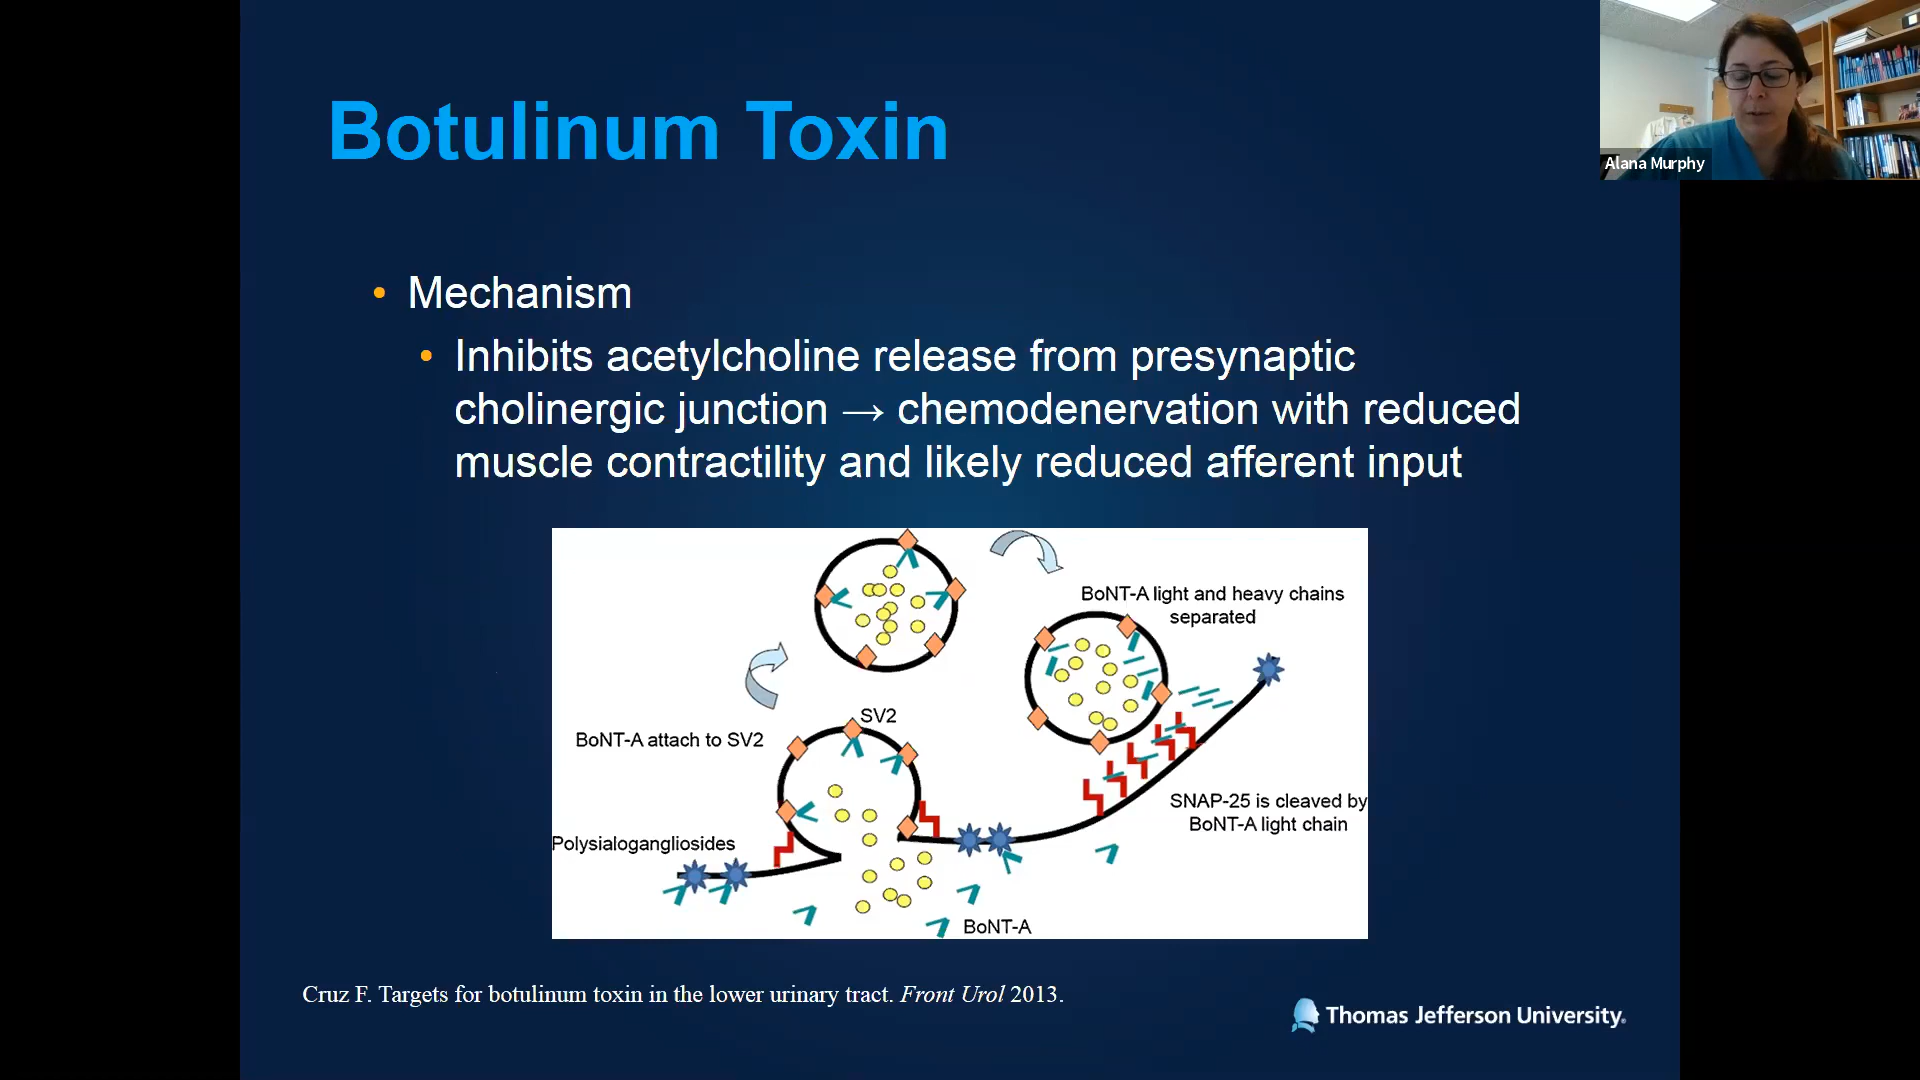 Botulinum Toxin
Alana Murphy
• Mechanism
• Inhibits acetylcholine release from presynaptic
cholinergic junction → chemodenervation with reduced
muscle contractility and likely reduced afferent input
BoNT-A light and heavy chains
separated
SV2
BoNT-A attach to SV2
SNAP-25 is cleaved by
BoNT-A light chain
Polysialogangliosides
BoNT-A
Cruz F. Targets for botulinum toxin in the lower urinary tract. Front Urol 2013.
Thomas Jefferson University.